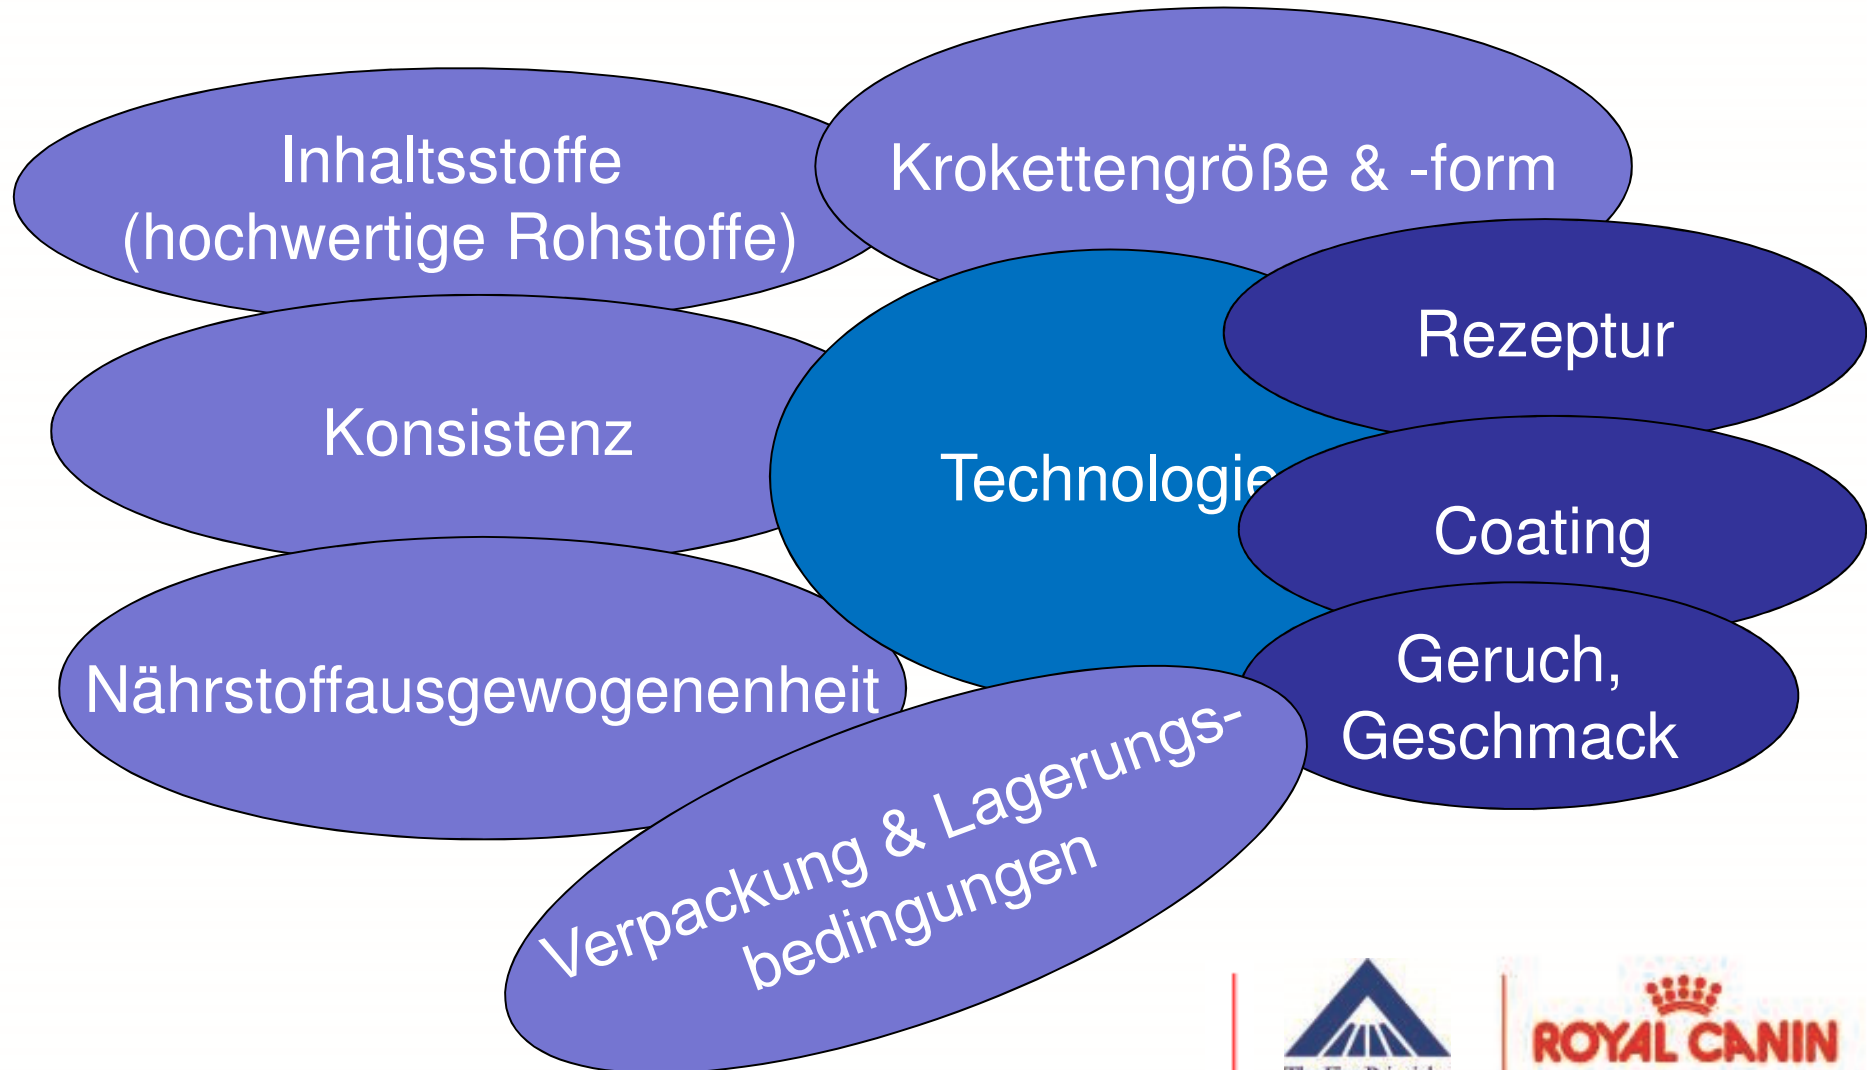 Inhaltsstoffe
(hochwertige Rohstoffe)
Krokettengröße & -form
Rezeptur
Konsistenz
Technologie
Coating
Nährstoffausgewogenenheit
Geruch,
Geschmack
Verpackung & Lagerungs-
bedingungen
ROYAL CANIN